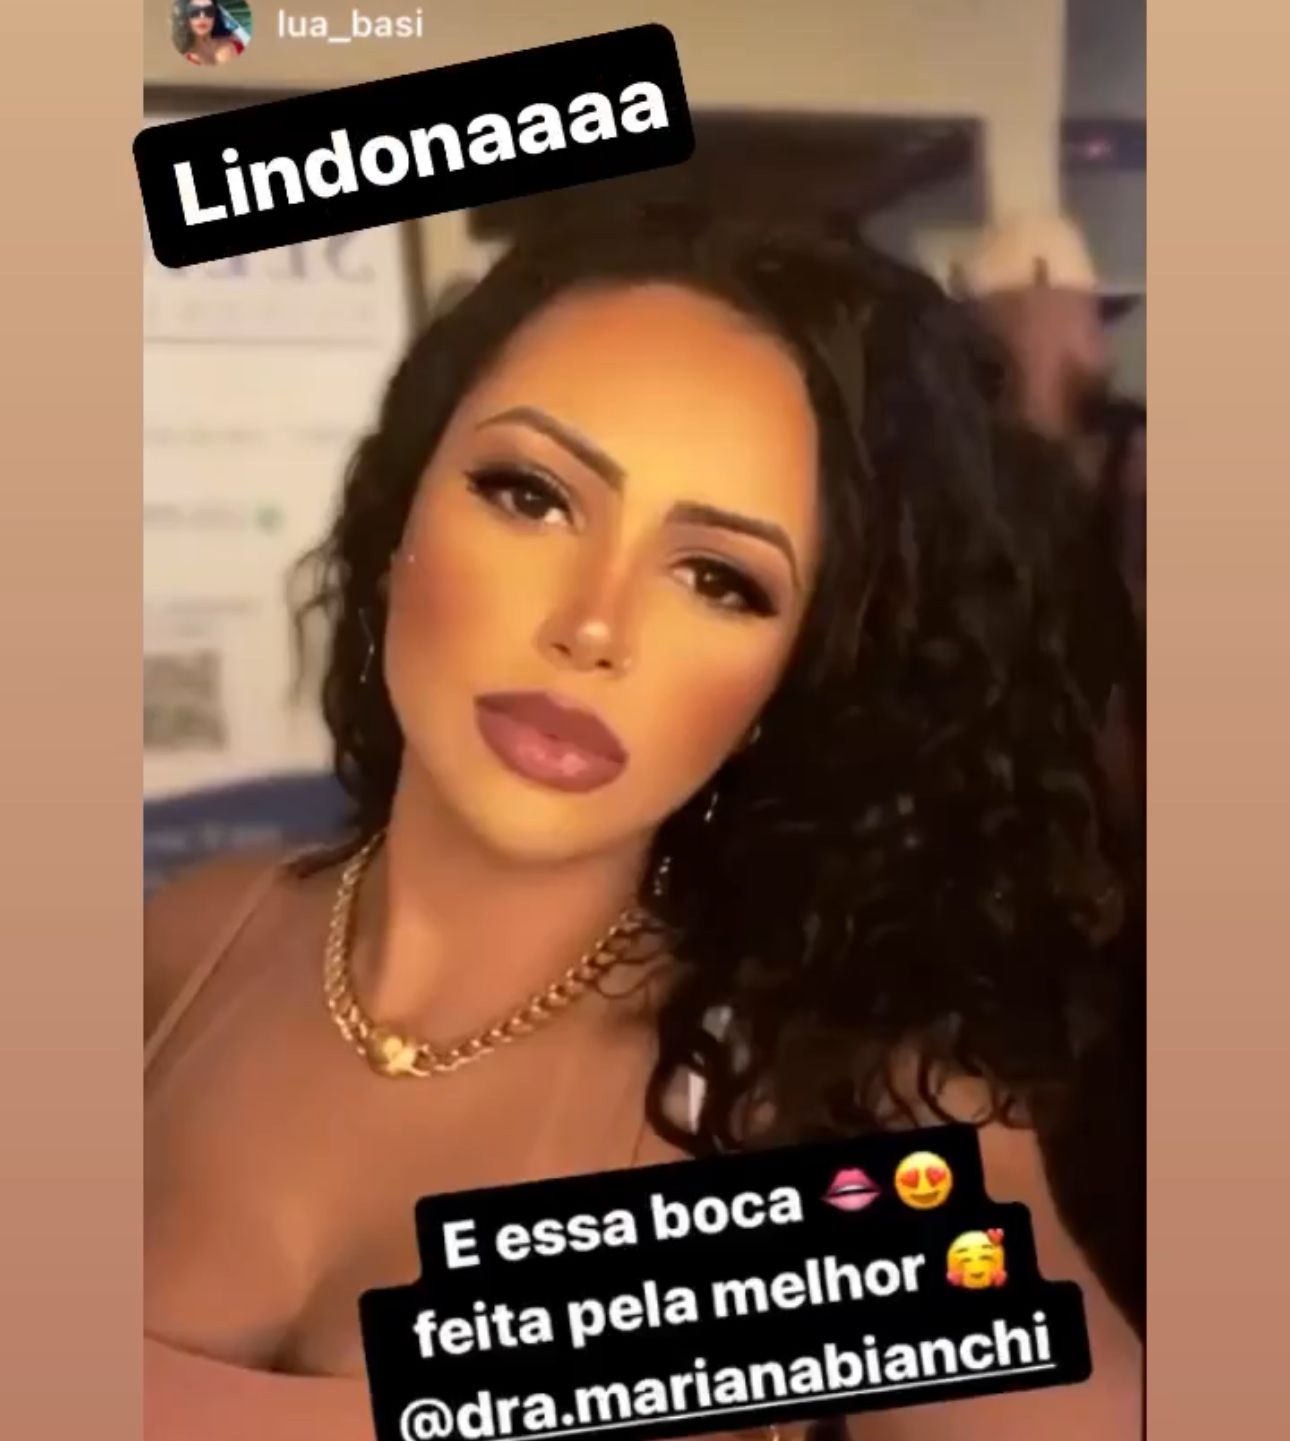 lua_basi
Lindonaaaa
E essa boca 🫦😍
feita pela melhor 🥰
@dra.marianabianchi